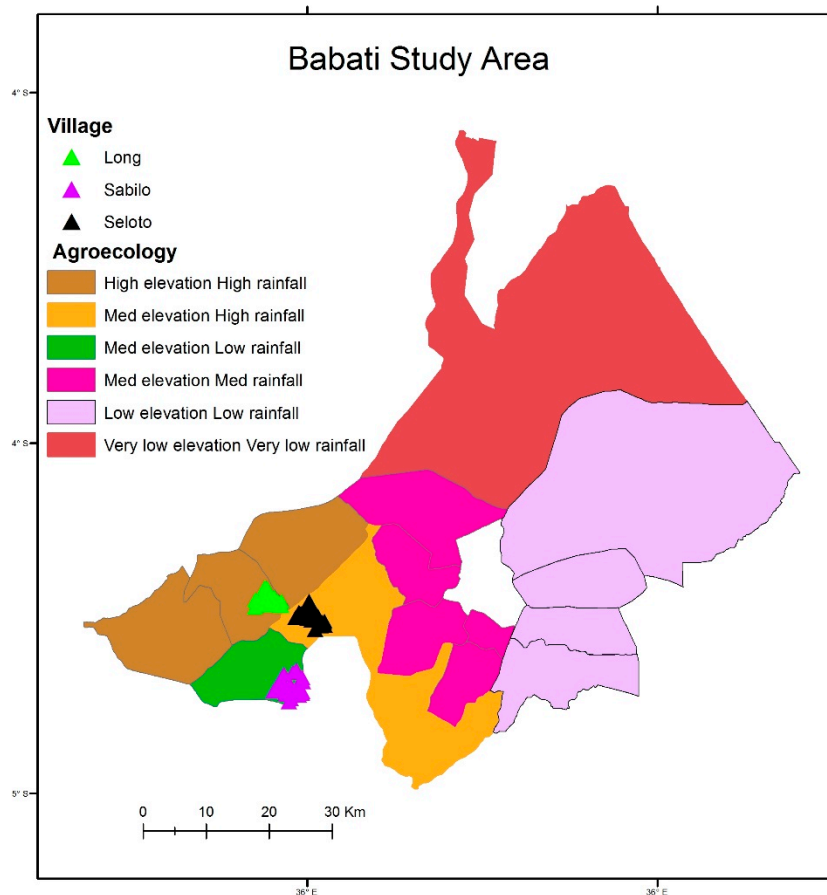 Babati Study Area
4° S
Village
Long
Sabilo
Seloto
Agroecology
High elevation High rainfall
Med elevation High rainfall
Med elevation Low rainfall
Med elevation Med rainfall
Low elevation Low rainfall
Very low elevation Very low rainfall
4° S
5° S
0 10 20 30 Km
36° E 36° E